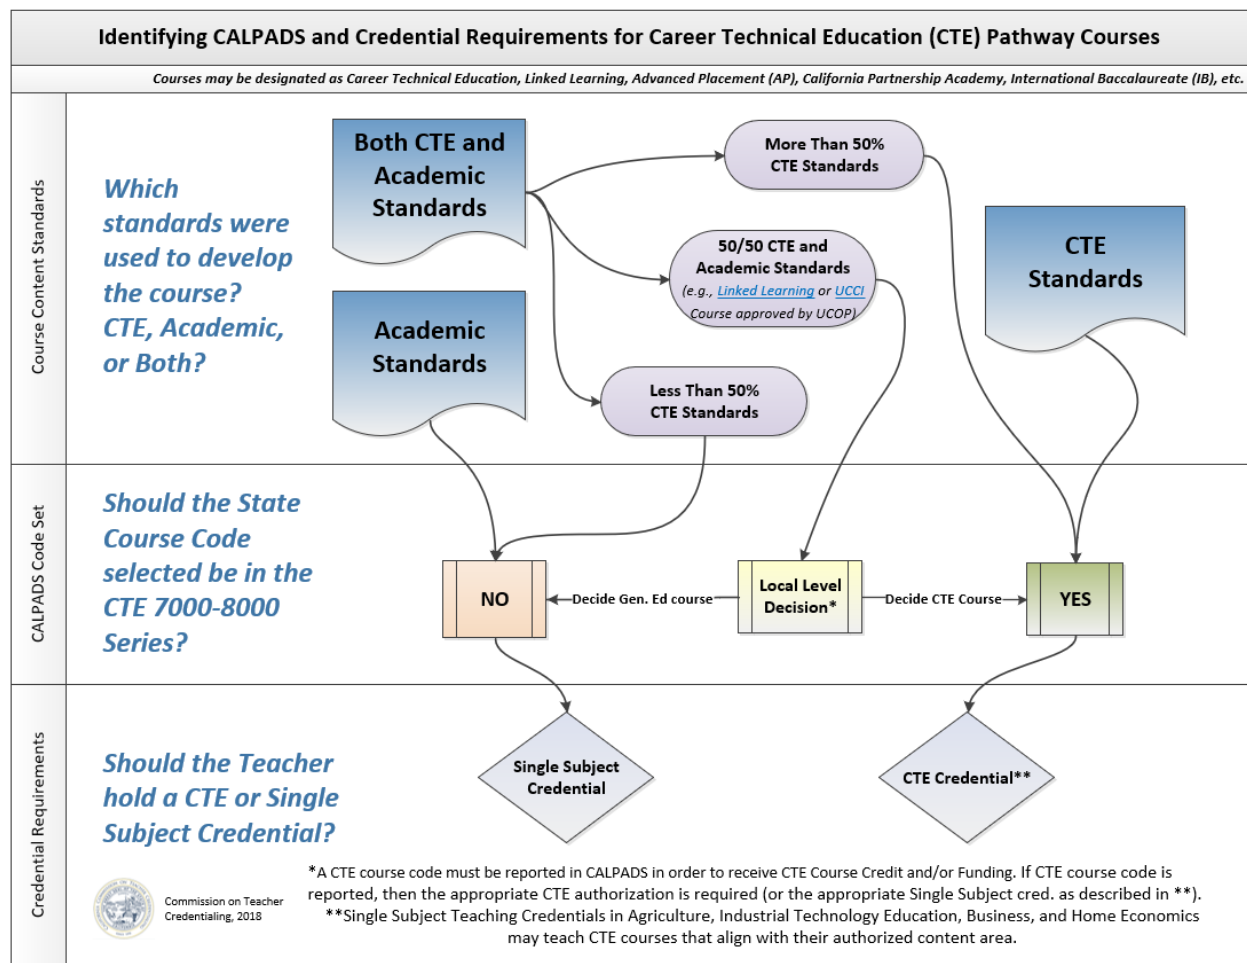 Identifying CALPADS and Credential Requirements for Career Technical Education (CTE) Pathway Courses
Courses may be designated as Career Technical Education, Linked Learning, Advanced Placement (AP), California Partnership Academy, International Baccalaureate (IB), etc.
Course Content Standards
Which
standards were
used to develop
the course?
CTE, Academic,
or Both?
Both CTE and
Academic
Standards
Academic
Standards
More Than 50%
CTE Standards
50/50 CTE and
Academic Standards
(e.g., Linked Learning or UCCI
Course approved by UCOP)
Less Than 50%
CTE Standards
CTE
Standards
CALPADS Code Set
Should the State
Course Code
selected be in the
CTE 7000-8000
Series?
NO
Decide Gen. Ed course
Local Level
Decision*
Decide CTE Course
YES
Credential Requirements
Should the Teacher
hold a CTE or Single
Subject Credential?
Single Subject
Credential
CTE Credential**
*A CTE course code must be reported in CALPADS in order to receive CTE Course Credit and/or Funding. If CTE course code is
reported, then the appropriate CTE authorization is required (or the appropriate Single Subject cred. as described in **).
**Single Subject Teaching Credentials in Agriculture, Industrial Technology Education, Business, and Home Economics
may teach CTE courses that align with their authorized content area.
Commission on Teacher
Credentialing, 2018